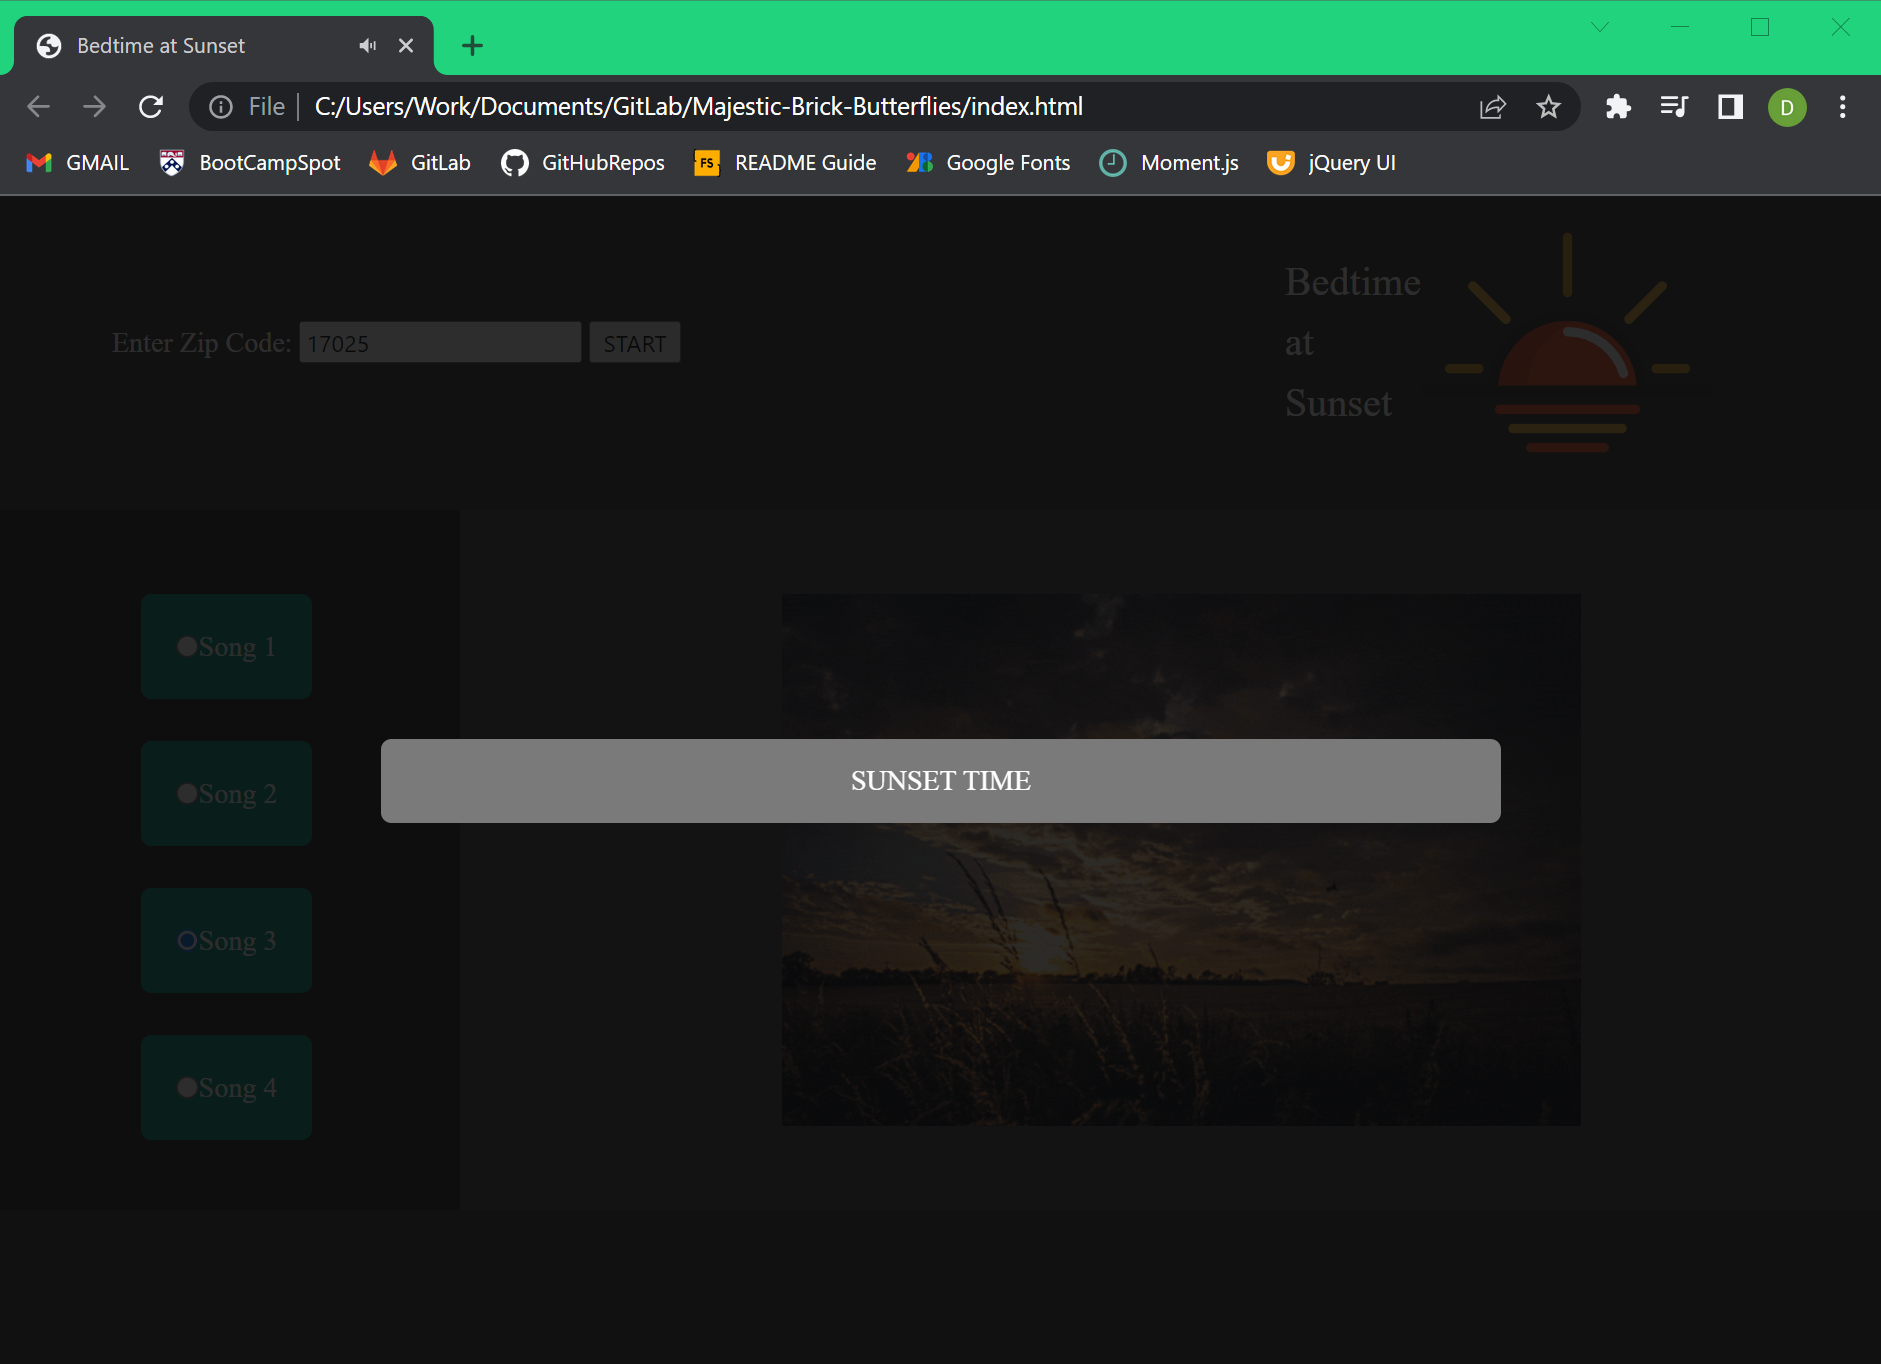 Bedtime at Sunset
File
C:/Users/Work/Documents/GitLab/Majestic-Brick-Butterflies/index.html
D
GMAIL
BootCampSpot
GitLab
GitHubRepos
FS
README Guide
Google Fonts
Moment.js
jQuery UI
Bedtime
at
Sunset
Enter Zip Code: 17025 START
Song 1
Song 2
SUNSET TIME
Song 3
Song 4